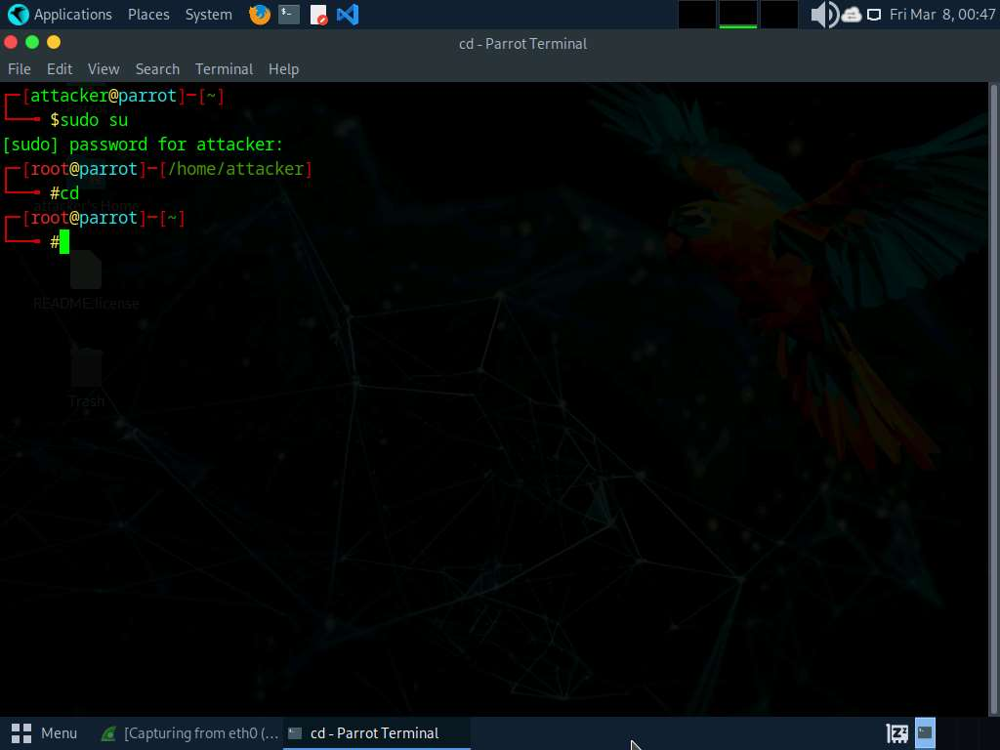 Applications Places System Fri Mar 8, 00:47
cd - Parrot Terminal
File Edit View Search Terminal Help
┌─[attacker@parrot]─[~]
└──╼ $sudo su
[sudo] password for attacker:
┌─[root@parrot]─[/home/attacker]
└──╼ #cd
attacker's Home
┌─[root@parrot]─[~]
└──╼ #
README.license
Trash
Menu [Capturing from eth0 (... cd - Parrot Terminal